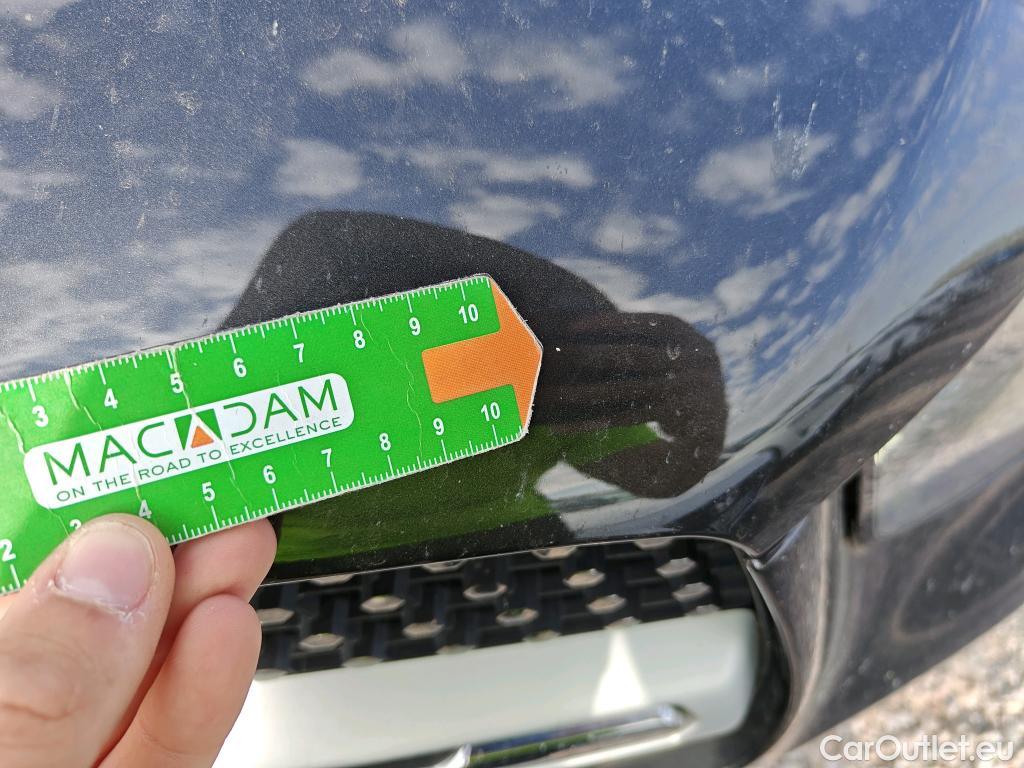 3 4 5 6 7 8 9 10
MACADAM
ON THE ROAD TO EXCELLENCE
2 3 4 5 6 7 8 9 10
CarOutlet.eu